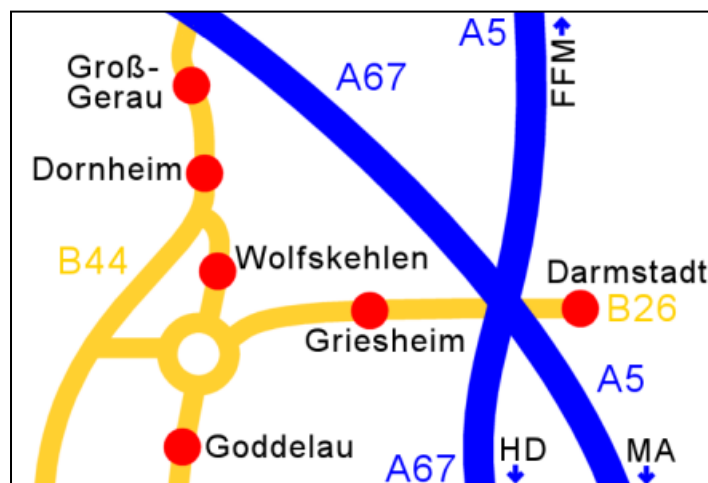 A5
FFM
A67
Groß-
Gerau
Dornheim
B44
Wolfskehlen
Darmstadt
B26
Griesheim
A5
Goddelau
A67
HD
MA